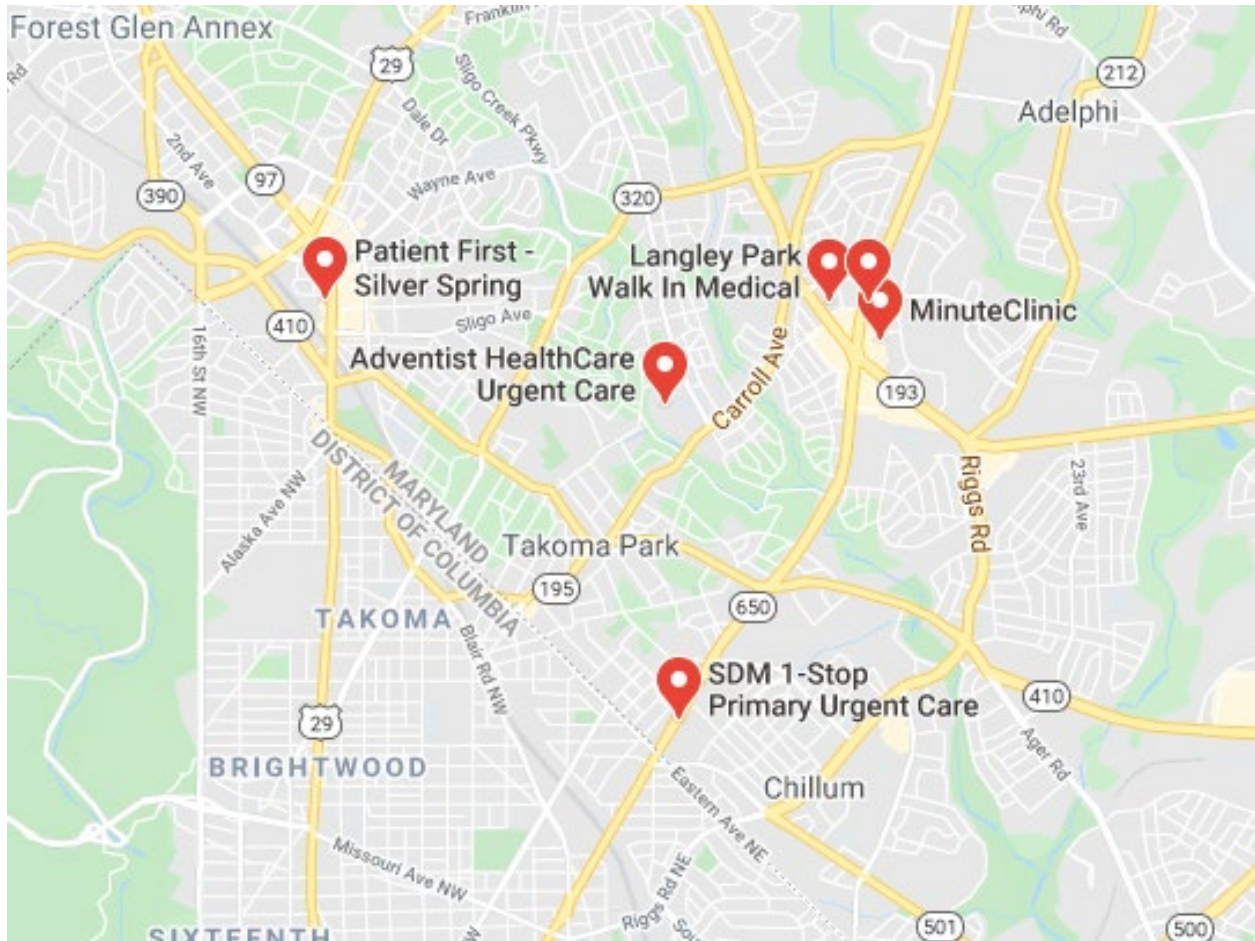 Forest Glen Annex
Franklin
29
212
Adelphi
Sligo Creek Pkwy
Dale Dr
2nd Ave
97
Wayne Ave
390
320
Patient First -
Silver Spring
Langley Park
Walk In Medical
MinuteClinic
410
Sligo Ave
16th St NW
Adventist HealthCare
Urgent Care
Carroll Ave
193
MARYLAND
DISTRICT OF COLUMBIA
Riggs Rd
23rd Ave
Alaska Ave NW
Takoma Park
195
650
TAKOMA
Blair Rd NW
SDM 1-Stop
Primary Urgent Care
410
29
Ager Rd
BRIGHTWOOD
Eastern Ave NE
Chillum
Missouri Ave NW
Riggs Rd NE
501
500
SIXTEENTH